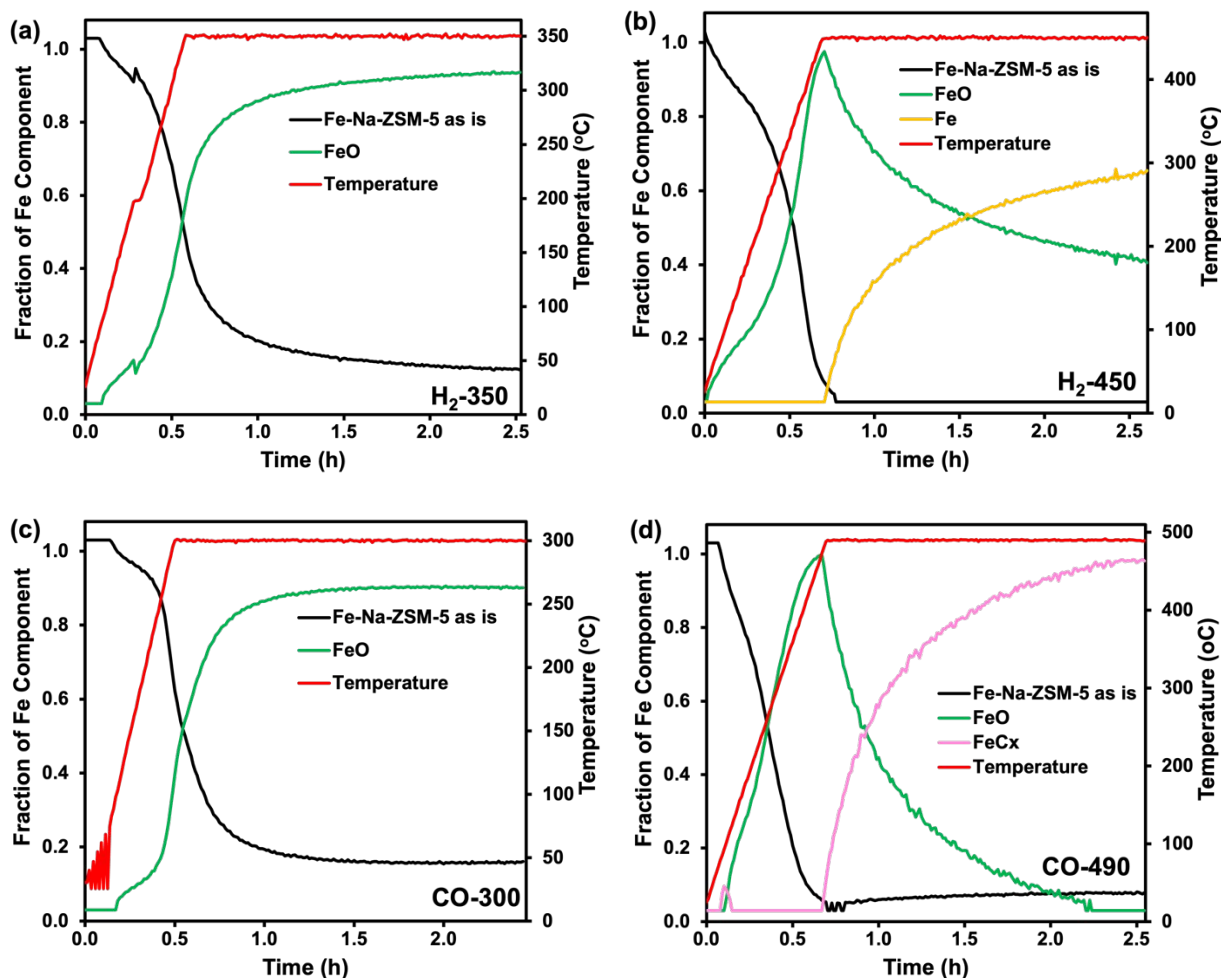 (a)
Fraction of Fe Component
1.0
0.8
0.6
0.4
0.2
0.0
Fe-Na-ZSM-5 as is
FeO
Temperature
H₂-350
350
300
250
200
150
100
50
0
Temperature (°C)
0.0 0.5 1.0 1.5 2.0 2.5
Time (h)
(b)
Fraction of Fe Component
1.0
0.8
0.6
0.4
0.2
0.0
Fe-Na-ZSM-5 as is
FeO
Fe
Temperature
H₂-450
400
300
200
100
0
Temperature (°C)
0.0 0.5 1.0 1.5 2.0 2.5
Time (h)
(c)
Fraction of Fe Component
1.0
0.8
0.6
0.4
0.2
0.0
Fe-Na-ZSM-5 as is
FeO
Temperature
CO-300
300
250
200
150
100
50
0
Temperature (°C)
0.0 0.5 1.0 1.5 2.0 2.5
Time (h)
(d)
Fraction of Fe Component
1.0
0.8
0.6
0.4
0.2
0.0
Fe-Na-ZSM-5 as is
FeO
FeCx
Temperature
CO-490
500
400
300
200
100
0
Temperature (oC)
0.0 0.5 1.0 1.5 2.0 2.5
Time (h)